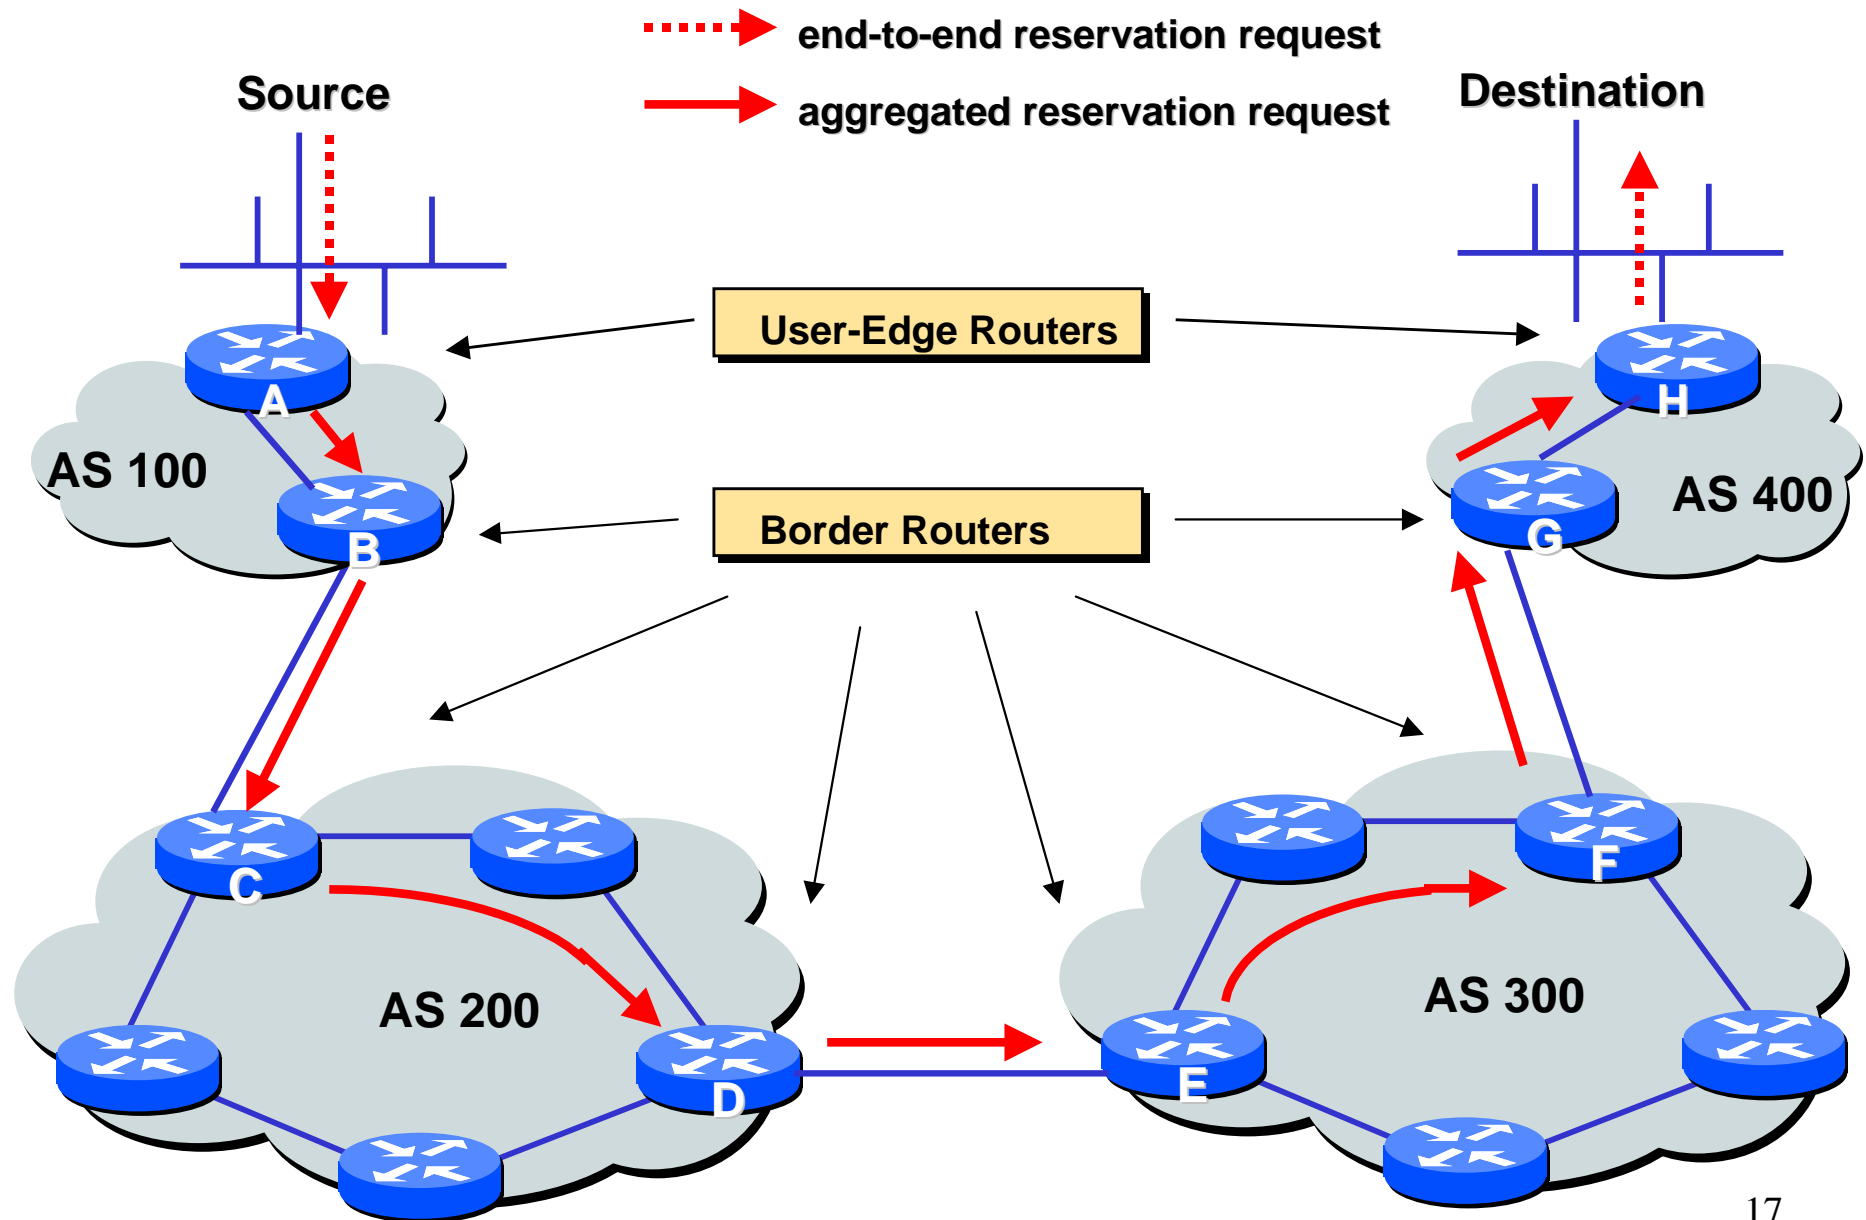 end-to-end reservation request
Source
Destination
aggregated reservation request
User-Edge Routers
A
H
AS 100
AS 400
Border Routers
B
G
C
F
AS 200
AS 300
D
E
17